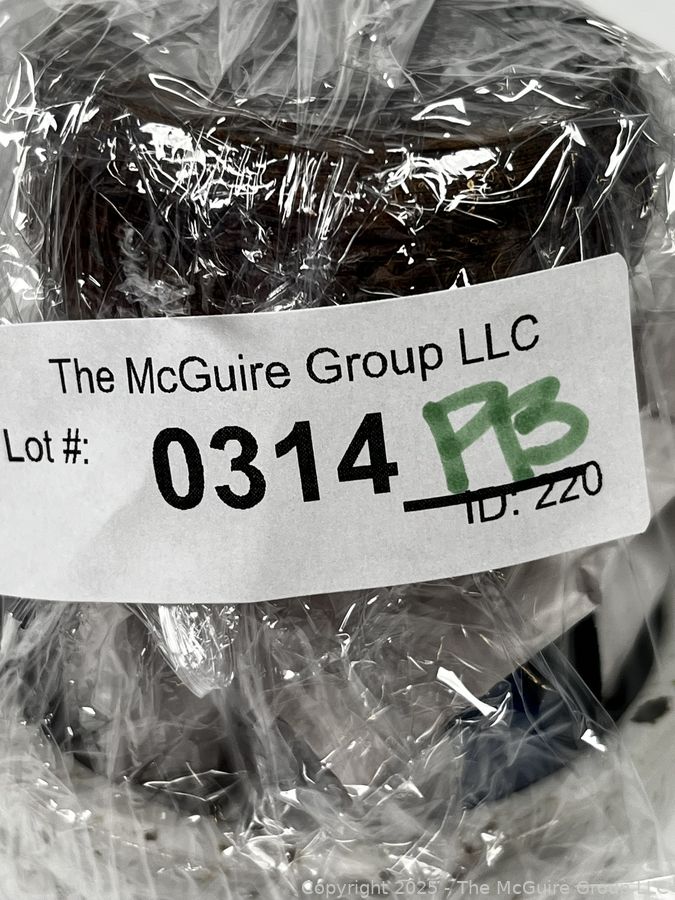 The McGuire Group LLC
Lot #: 0314 PB
ID: 220
Copyright 2025 - The McGuire Group LLC